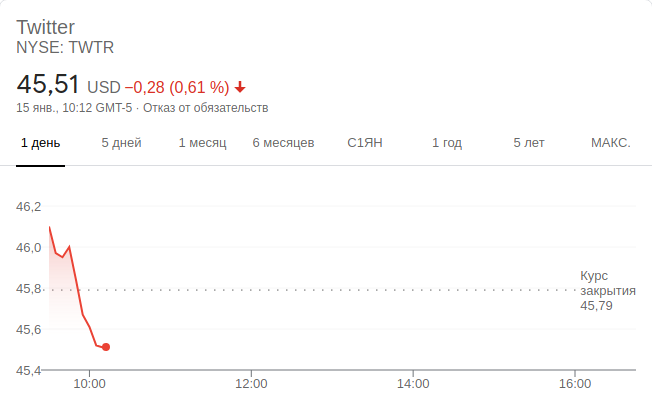 Twitter
NYSE: TWTR
45,51 USD −0,28 (0,61 %)
15 янв., 10:12 GMT-5 · Отказ от обязательств
1 день 5 дней 1 месяц 6 месяцев С1ЯН 1 год 5 лет МАКС.
46,2
46,0
45,8
45,6
45,4
Курс
закрытия
45,79
10:00 12:00 14:00 16:00